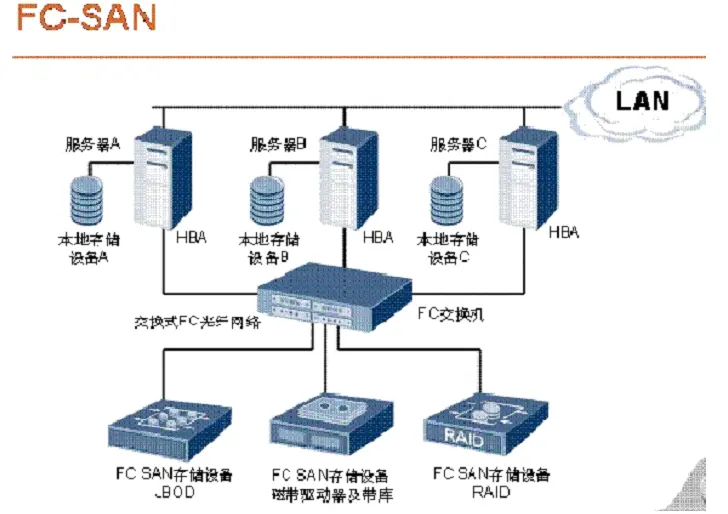 FC-SAN
LAN
服务器A
服务器B
服务器C
本地存储
设备A
HBA
本地存储
设备B
HBA
本地存储
设备C
HBA
交换式FC光纤网络
FC交换机
RAID
FC SAN存储设备
JBOD
FC SAN存储设备
磁带驱动器及带库
FC SAN存储设备
RAID